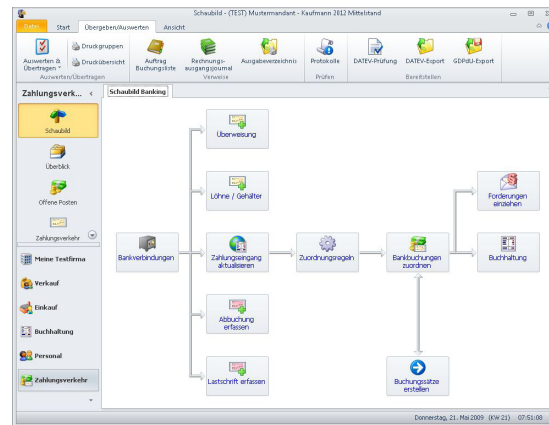 Schaubild - (TEST) Mustermandant - Kaufmann 2012 Mittelstand
Datei Start Übergeben/Auswerten Ansicht
Auswerten & Übertragen
Druckgruppen
Druckübersicht
Auftrag Buchungsliste
Rechnungs-ausgangsjournal
Ausgabeverzeichnis
Protokolle
DATEV-Prüfung
DATEV-Export
GDPdU-Export
Auswerten/Übertragen
Verweise
Prüfen
Bereitstellen
Zahlungsverk...
Schaubild
Überblick
Offene Posten
Zahlungsverkehr
Meine Testfirma
Verkauf
Einkauf
Buchhaltung
Personal
Zahlungsverkehr
Schaubild Banking
Überweisung
Löhne / Gehälter
Bankverbindungen
Zahlungseingang
aktualisieren
Zuordnungsregeln
Bankbuchungen
zuordnen
Forderungen
einziehen
Buchhaltung
Abbuchung
erfassen
Lastschrift erfassen
Buchungssätze
erstellen
Donnerstag, 21. Mai 2009 (KW 21) 07:51:08